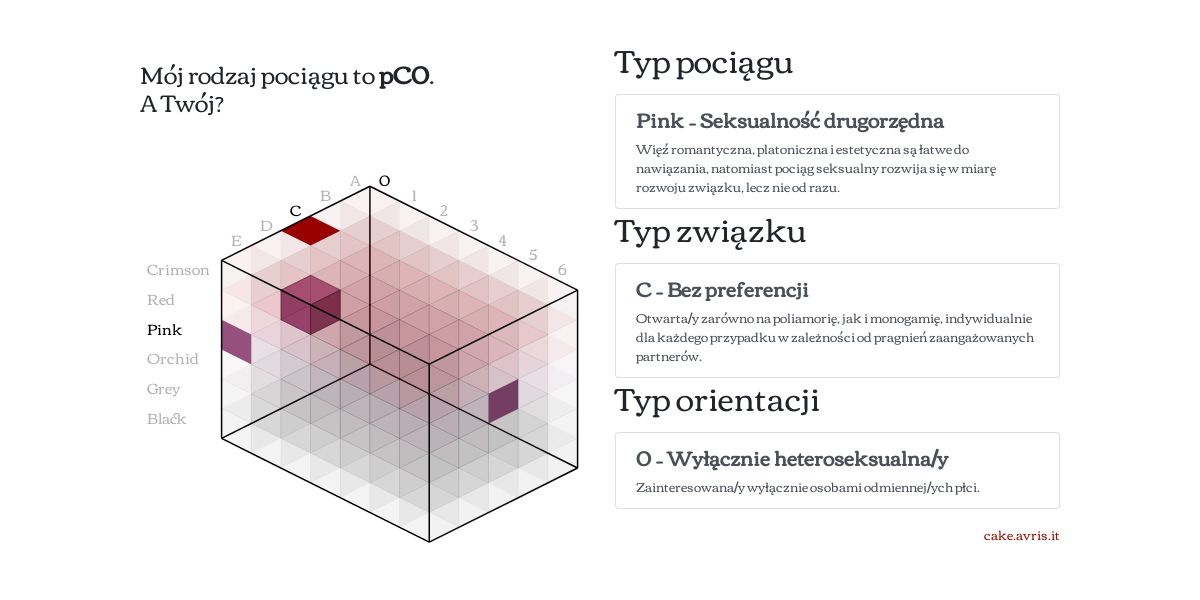 Mój rodzaj pociągu to pCO.
A Twój?
A O
B 1
C 2
D 3
E 4
5
6
Crimson
Red
Pink
Orchid
Grey
Black
Typ pociągu
Pink – Seksualność drugorzędna
Więź romantyczna, platoniczna i estetyczna są łatwe do
nawiązania, natomiast pociąg seksualny rozwija się w miarę
rozwoju związku, lecz nie od razu.
Typ związku
C – Bez preferencji
Otwarta/y zarówno na poliamorię, jak i monogamię, indywidualnie
dla każdego przypadku w zależności od pragnień zaangażowanych
partnerów.
Typ orientacji
0 – Wyłącznie heteroseksualna/y
Zainteresowana/y wyłącznie osobami odmiennej/ych płci.
cake.avris.it